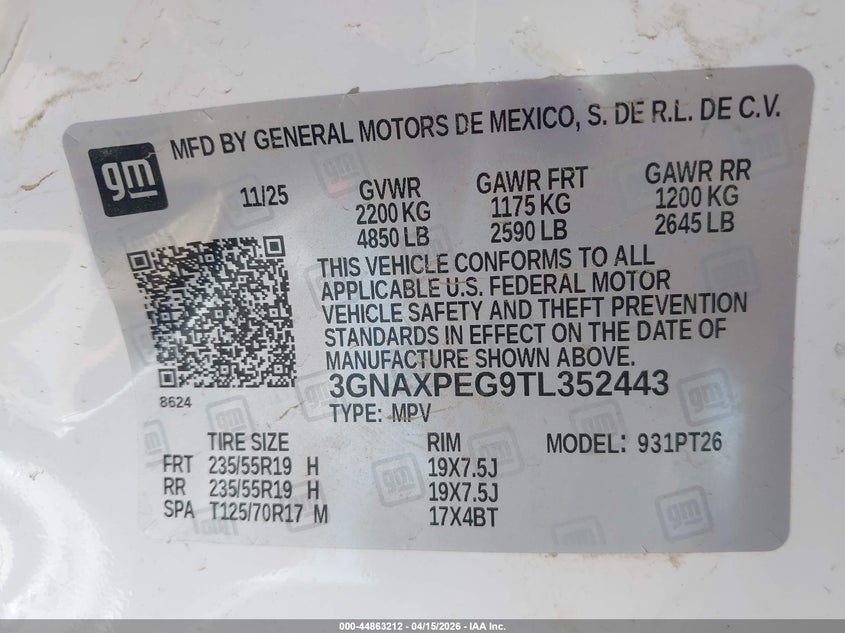 gm
MFD BY GENERAL MOTORS DE MEXICO, S. DE R.L. DE C.V.
11/25
GVWR GAWR FRT GAWR RR
2200 KG 1175 KG 1200 KG
4850 LB 2590 LB 2645 LB
THIS VEHICLE CONFORMS TO ALL
APPLICABLE U.S. FEDERAL MOTOR
VEHICLE SAFETY AND THEFT PREVENTION
STANDARDS IN EFFECT ON THE DATE OF
MANUFACTURE SHOWN ABOVE.
8624
3GNAXPEG9TL352443
TYPE: MPV
TIRE SIZE RIM MODEL: 931PT26
FRT 235/55R19 H 19X7.5J
RR 235/55R19 H 19X7.5J
SPA T125/70R17 M 17X4BT
000-44863212 - 04/15/2026 - IAA Inc.